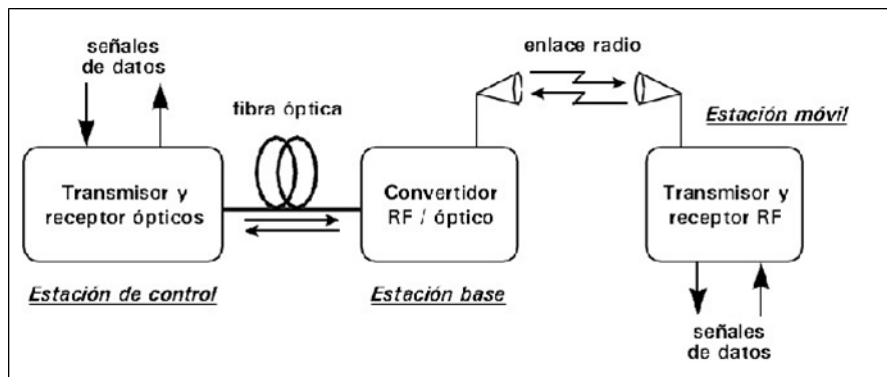 señales
de datos
fibra óptica
enlace radio
Estación móvil
Transmisor y
receptor ópticos
Convertidor
RF / óptico
Transmisor y
receptor RF
Estación de control
Estación base
señales
de datos